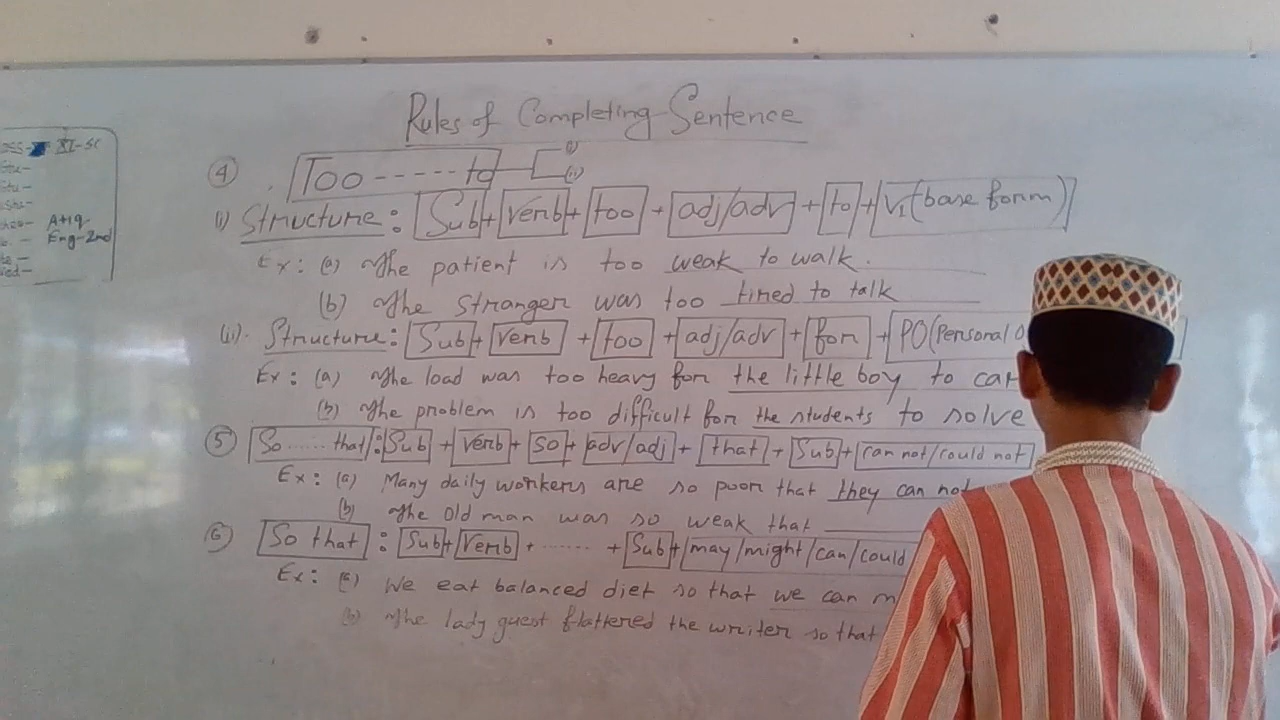 Rules of Completing Sentence
④ Too ----- to (i)
(ii)
(i) Structure : Sub + Verb + too + adj/adv + to + V1 (base form)
Ex : (a) The patient is too weak to walk.
(b) The stranger was too tired to talk
(ii). Structure : Sub + Verb + too + adj/adv + for + PO (Personal
Ex : (a) The load was too heavy for the little boy to
(b) The problem is too difficult for the students to solve
⑤ So ...... that : Sub + Verb + so + adv/adj + that + Sub + can not/could not
Ex : (a) Many daily workers are so poor that they can not
(b) The old man was so weak that
⑥ So that : Sub + Verb + ...... + Sub + may/might/can/could
Ex : (a) We eat balanced diet so that we can
(b) The lady guest flattered the writer so that
XI-Sc
Atiq
Eng-2nd